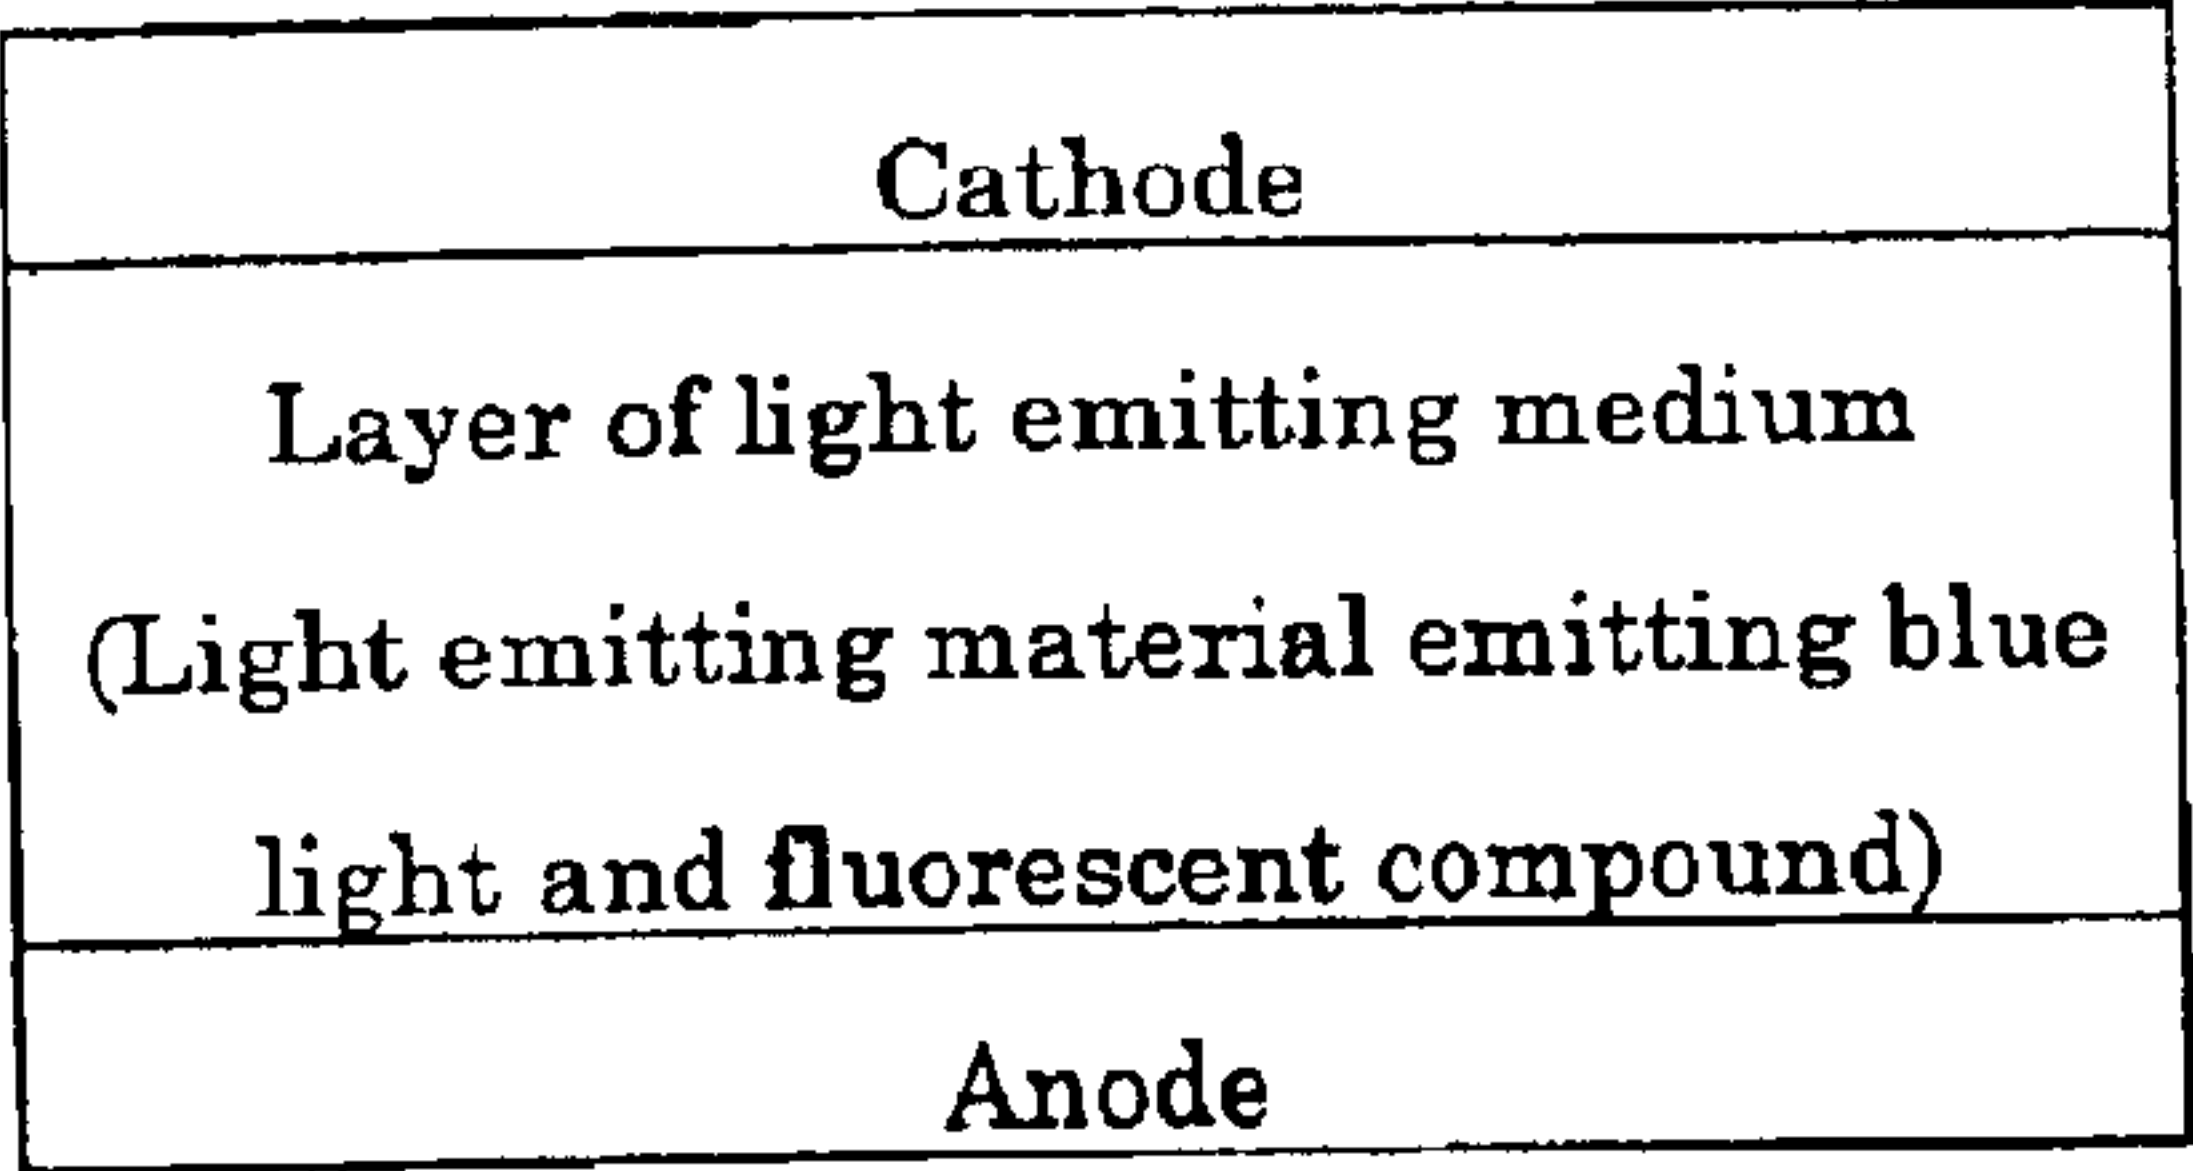 Cathode
Layer of light emitting medium
(Light emitting material emitting blue
light and fluorescent compound)
Anode